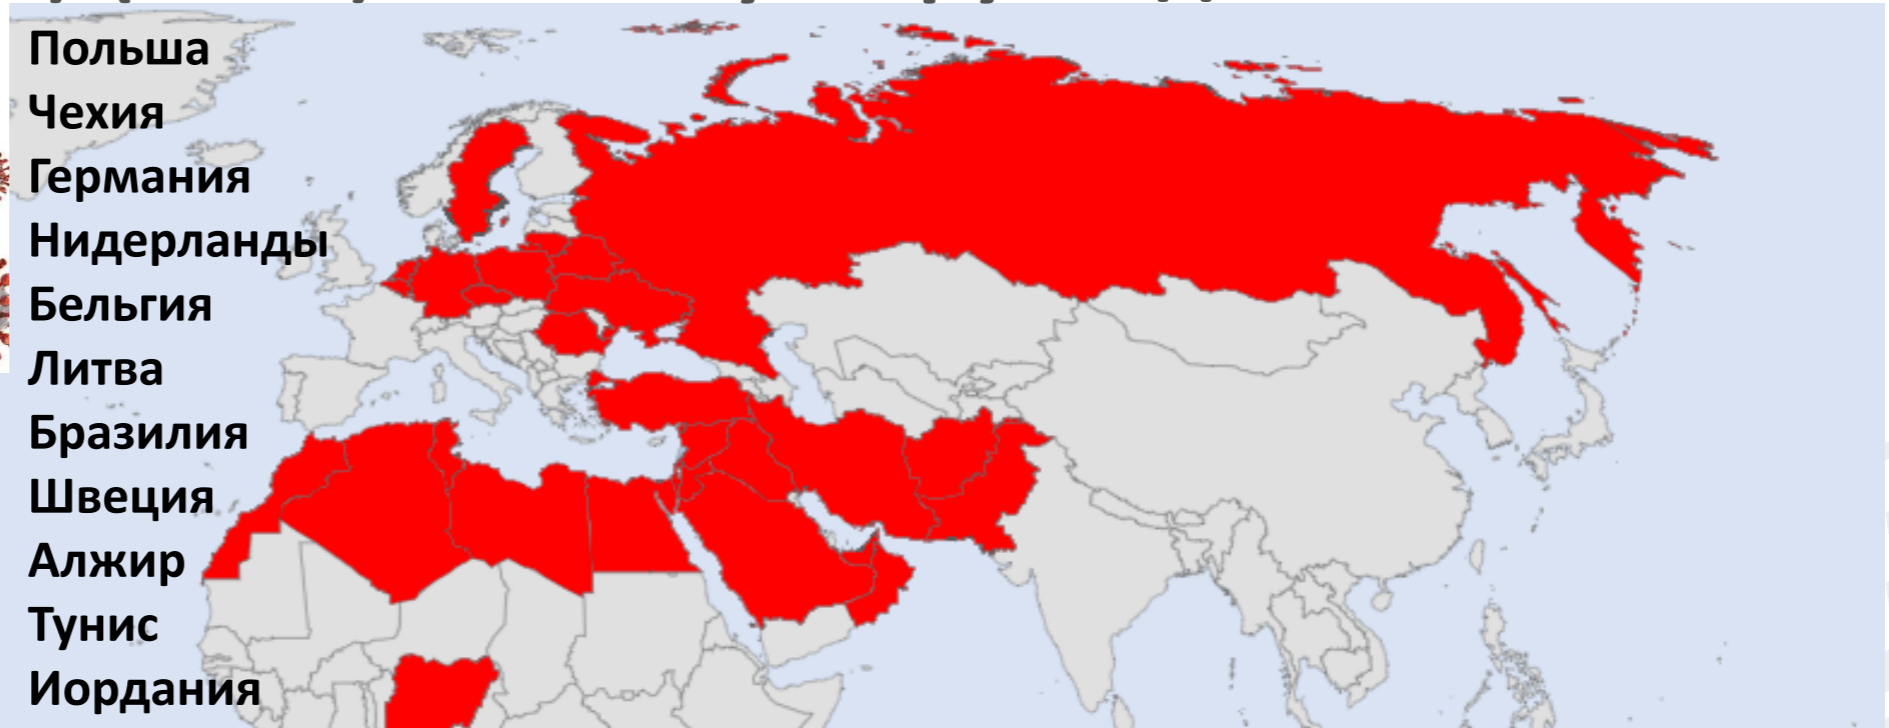 Польша
Чехия
Германия
Нидерланды
Бельгия
Литва
Бразилия
Швеция
Алжир
Тунис
Иордания